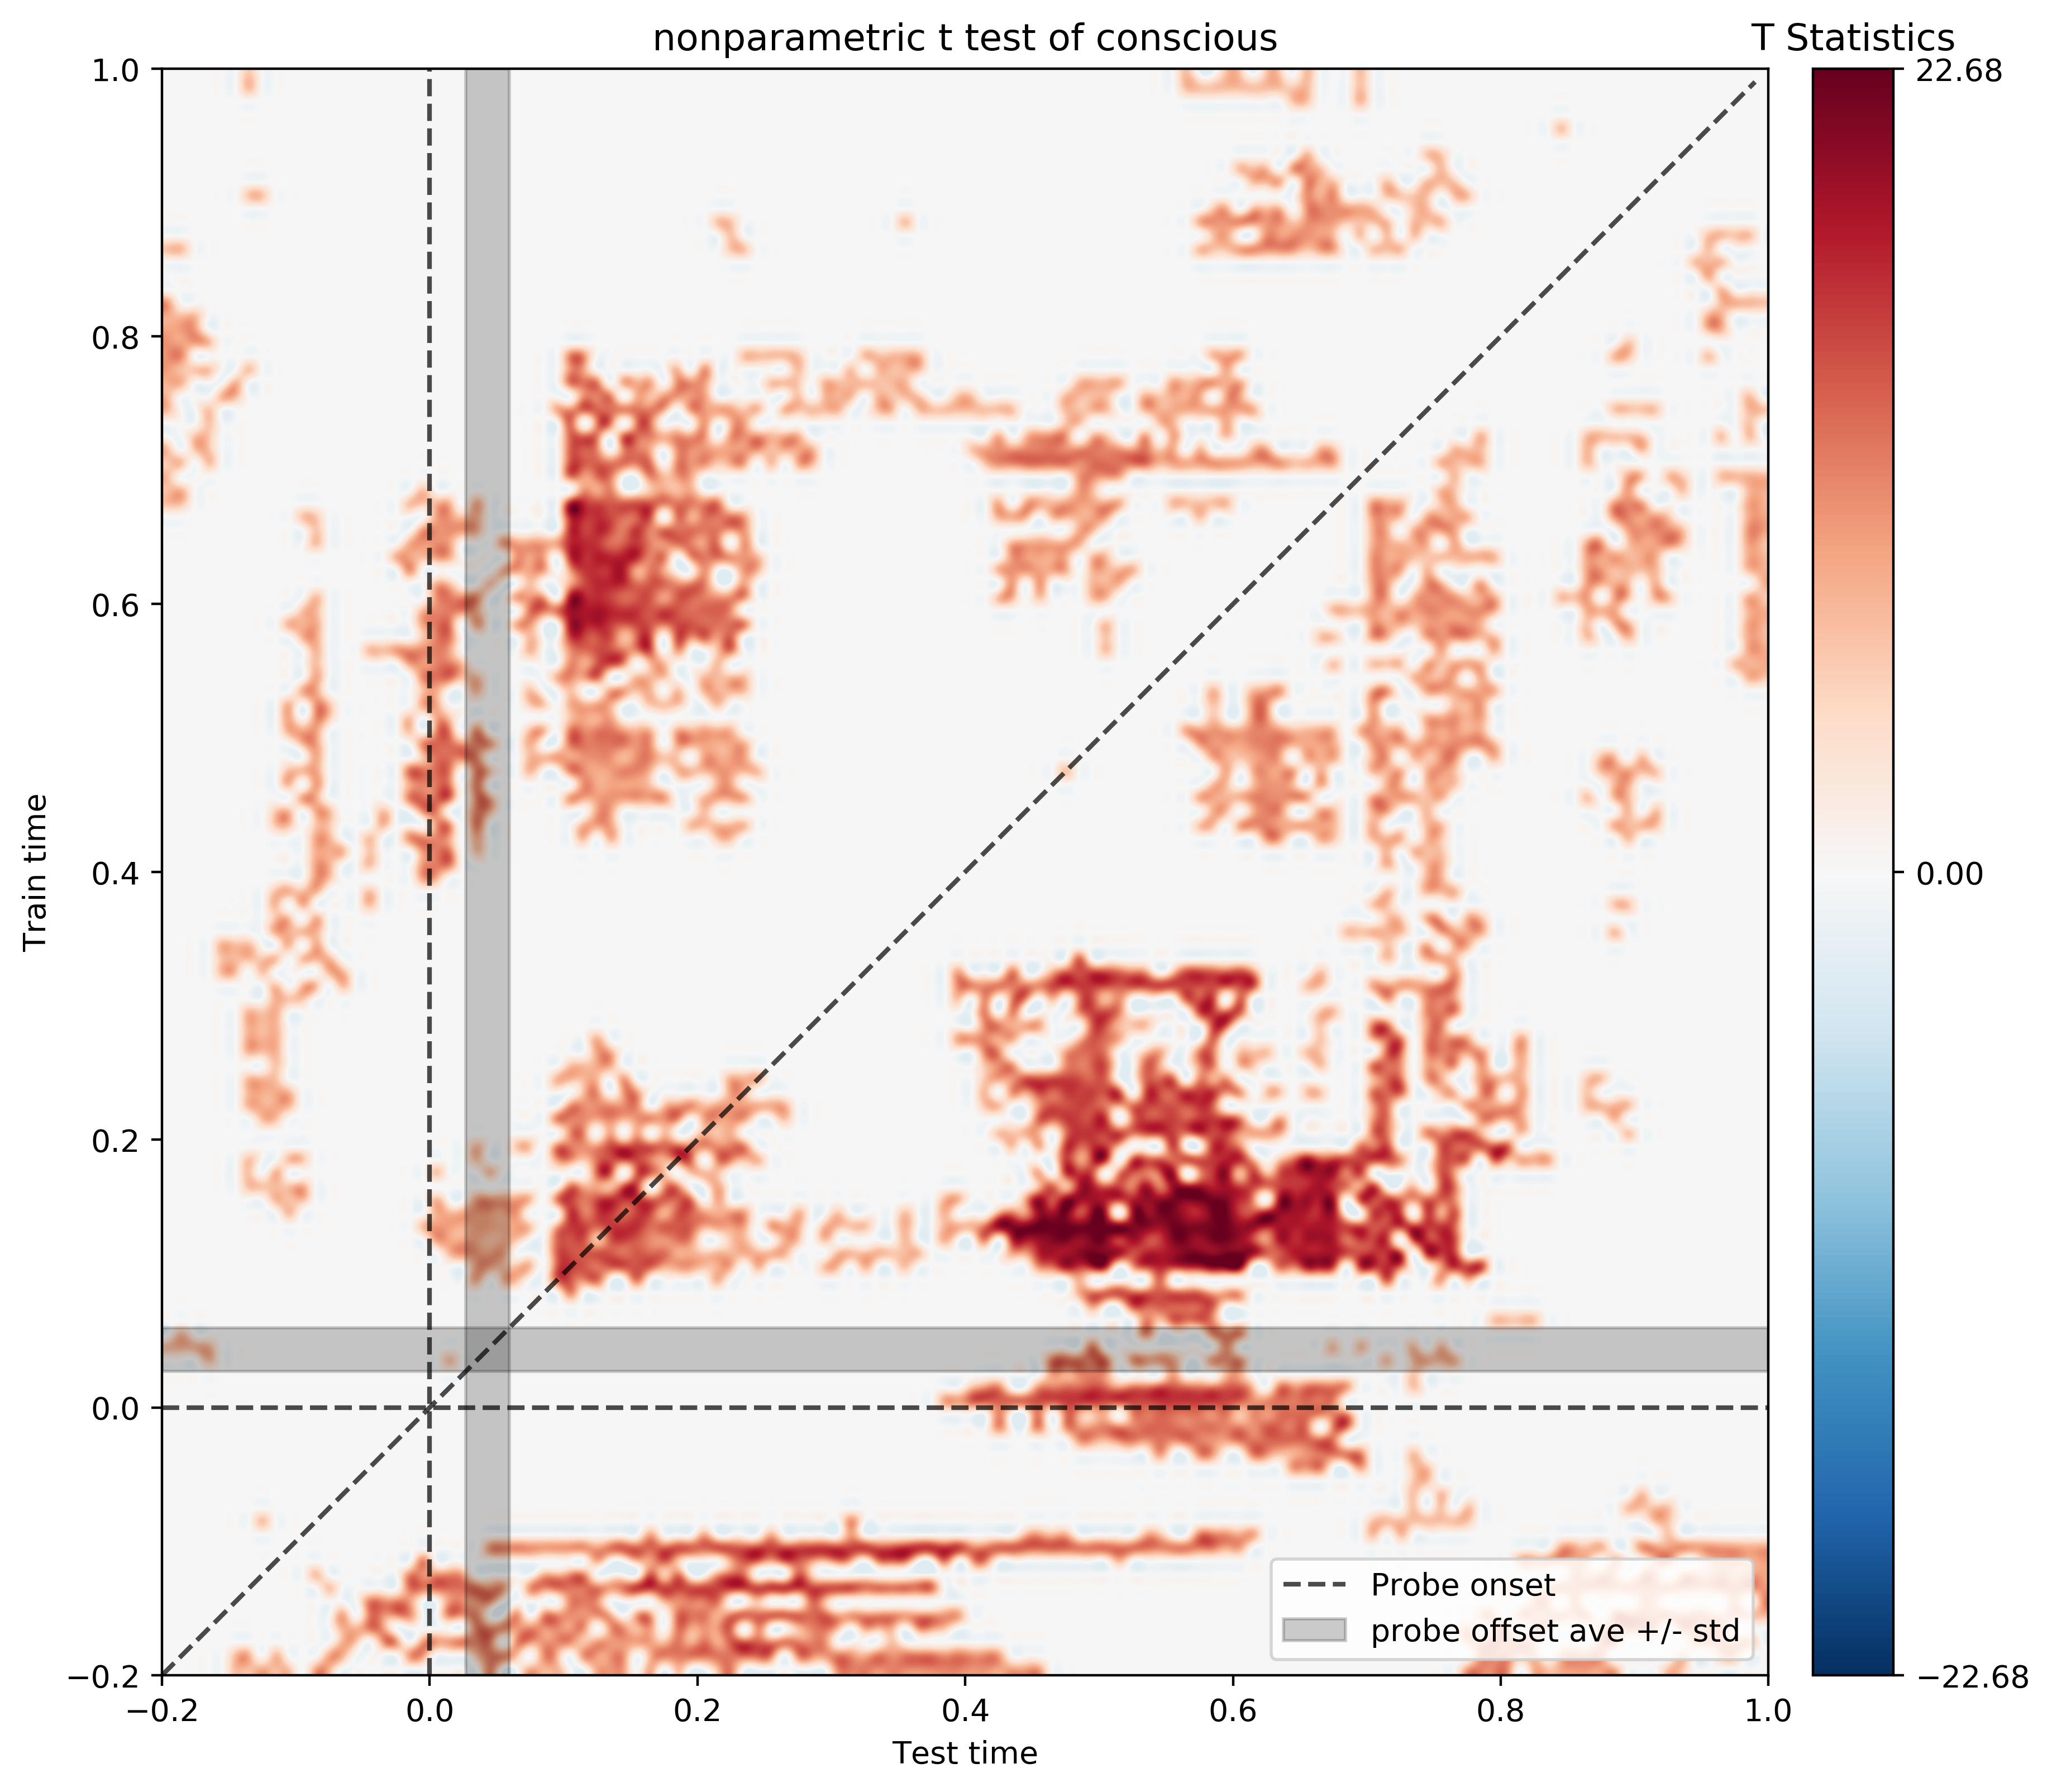 nonparametric t test of conscious
T Statistics
22.68
0.00
−22.68
1.0
0.8
0.6
0.4
0.2
0.0
−0.2
Train time
−0.2
0.0
0.2
0.4
0.6
0.8
1.0
Test time
Probe onset
probe offset ave +/- std